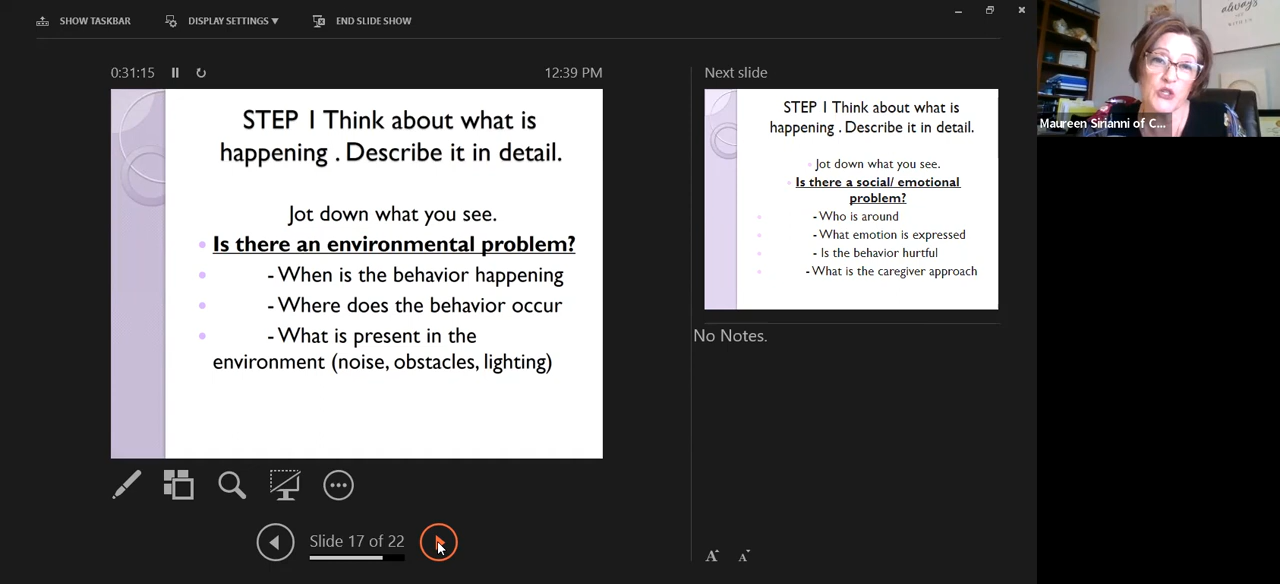 SHOW TASKBAR
DISPLAY SETTINGS ▼
END SLIDE SHOW
0:31:15
12:39 PM
STEP 1 Think about what is
happening . Describe it in detail.
Jot down what you see.
• Is there an environmental problem?
• - When is the behavior happening
• - Where does the behavior occur
• - What is present in the
environment (noise, obstacles, lighting)
Next slide
STEP 1 Think about what is
happening . Describe it in detail.
• Jot down what you see.
• Is there a social/ emotional
problem?
• - Who is around
• - What emotion is expressed
• - Is the behavior hurtful
• - What is the caregiver approach
No Notes.
Slide 17 of 22
A A
always
Maureen Sirianni of C...